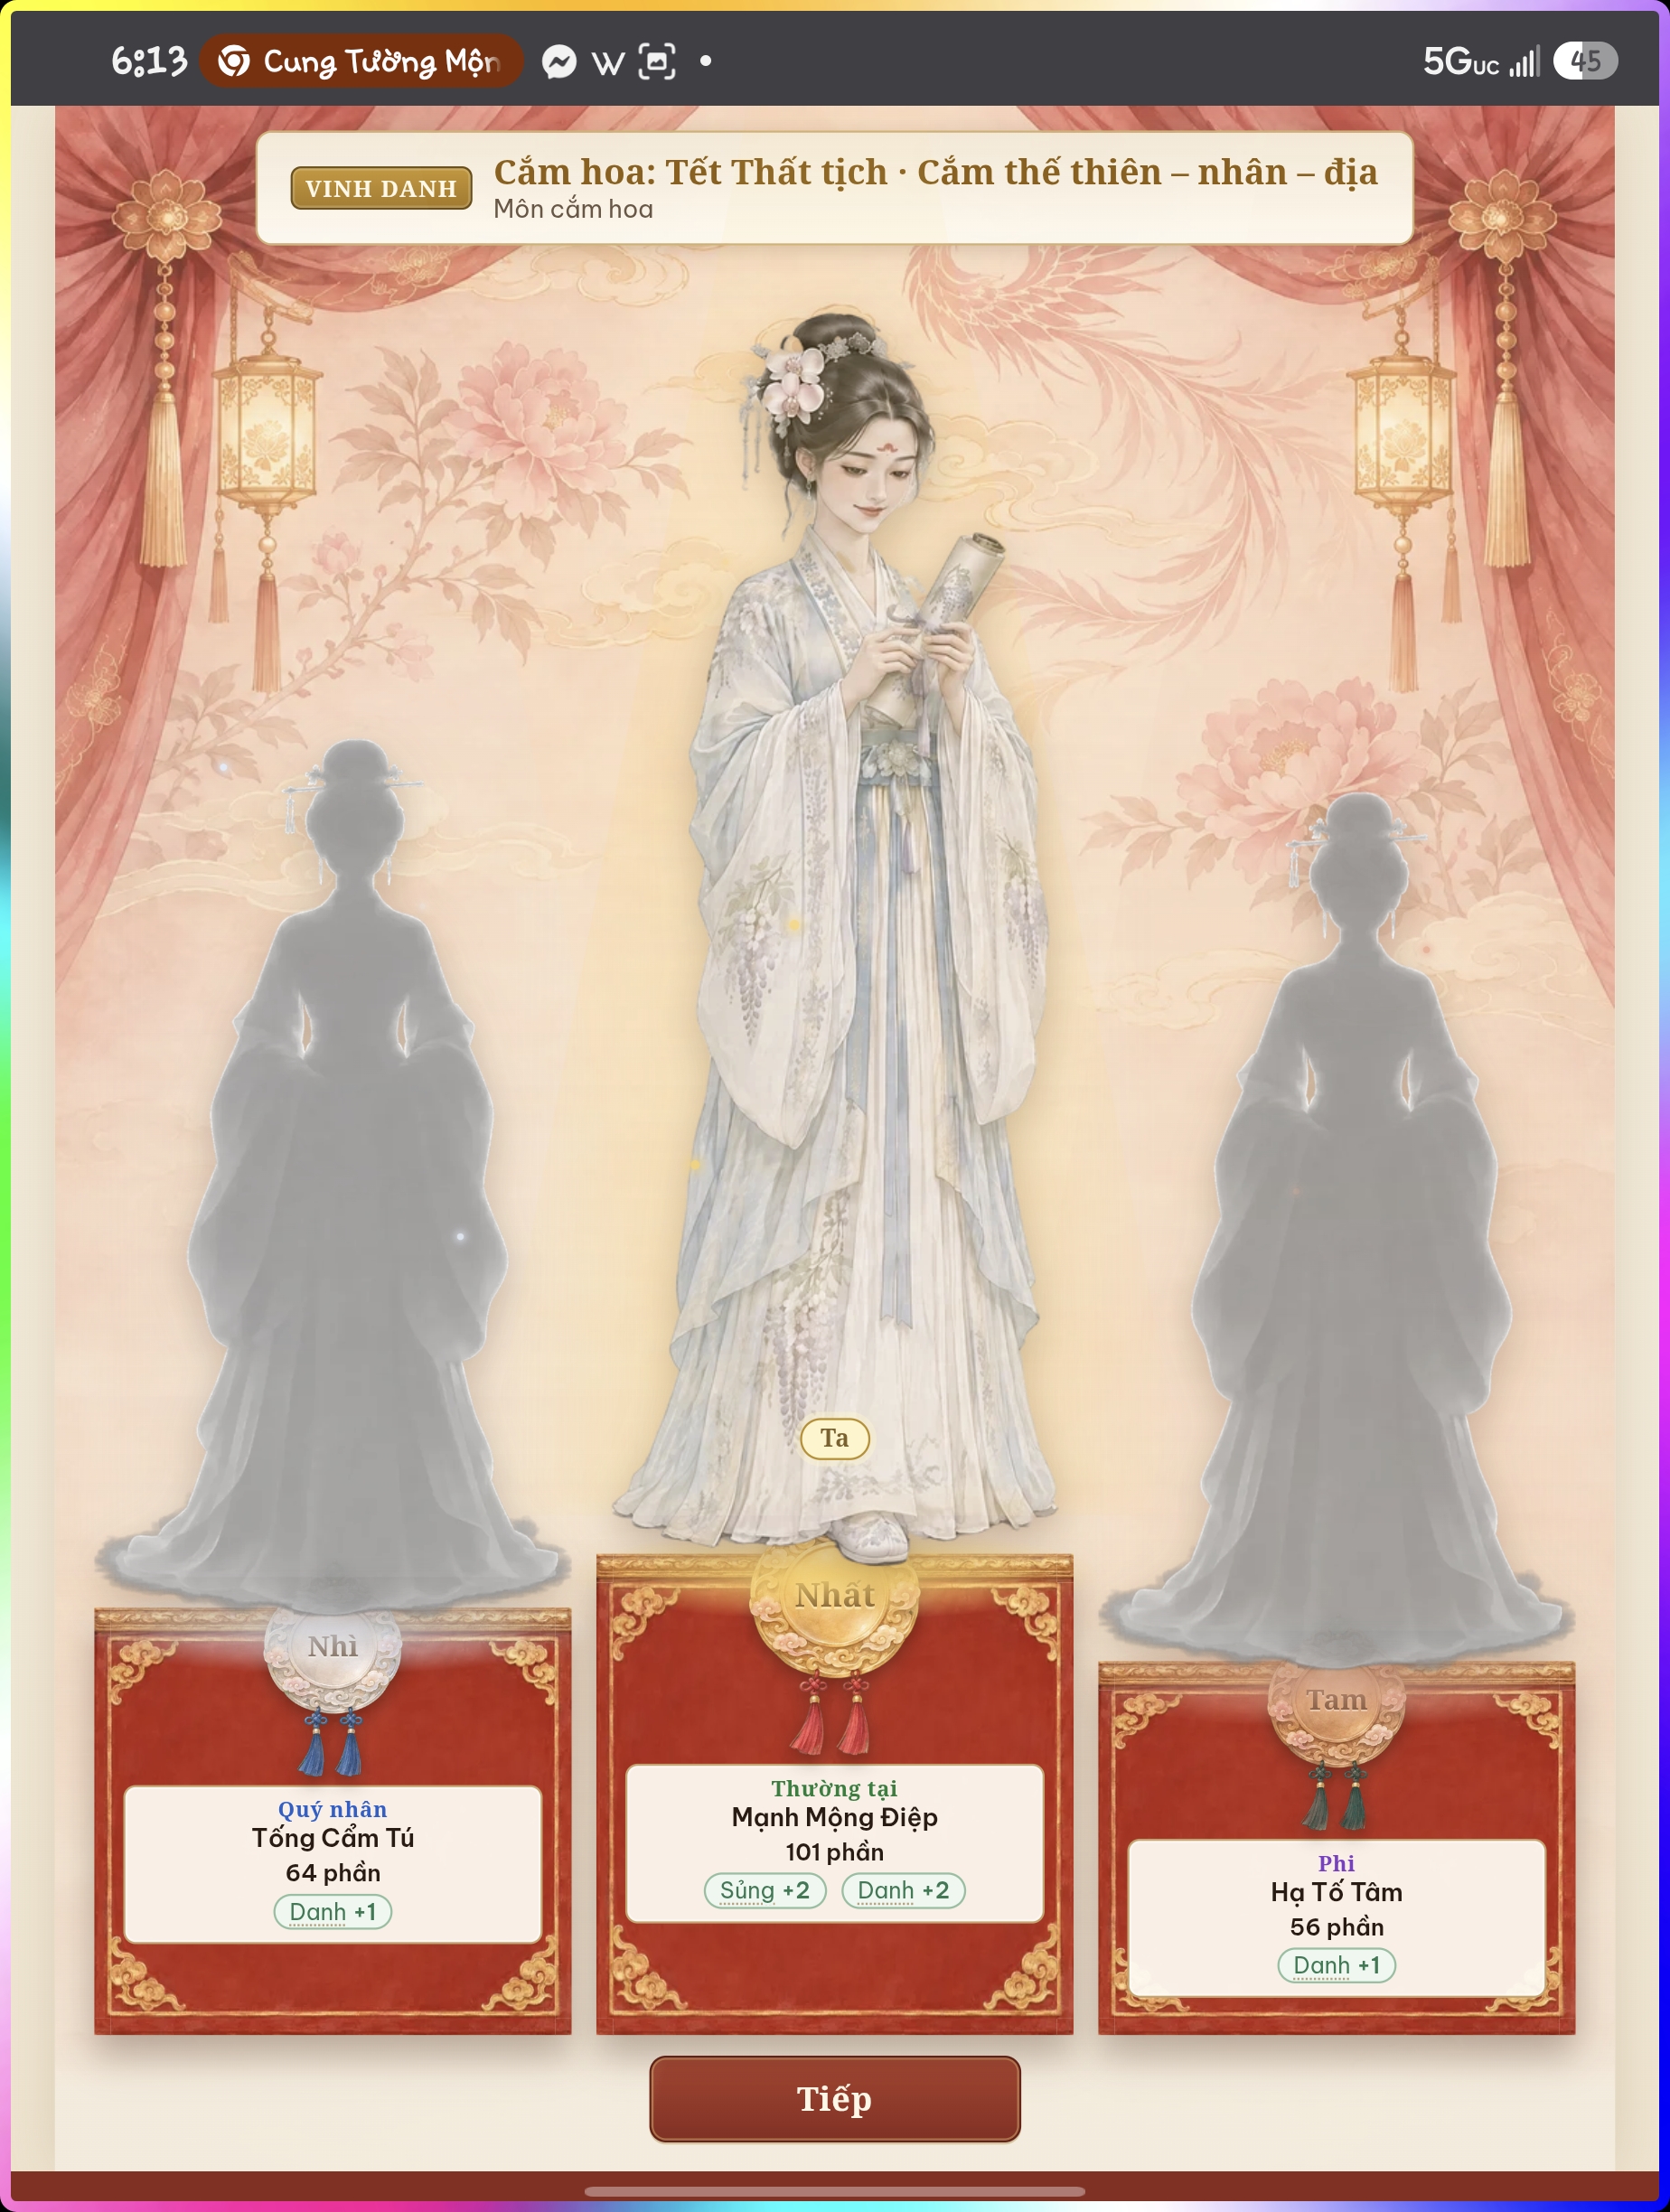 6:13 Cung Tường Mộn W 5G UC 45
VINH DANH
Cắm hoa: Tết Thất tịch · Cắm thế thiên – nhân – địa
Môn cắm hoa
Ta
Nhì
Quý nhân
Tống Cẩm Tú
64 phần
Danh +1
Nhất
Thường tại
Mạnh Mộng Điệp
101 phần
Sủng +2 Danh +2
Tam
Phi
Hạ Tố Tâm
56 phần
Danh +1
Tiếp